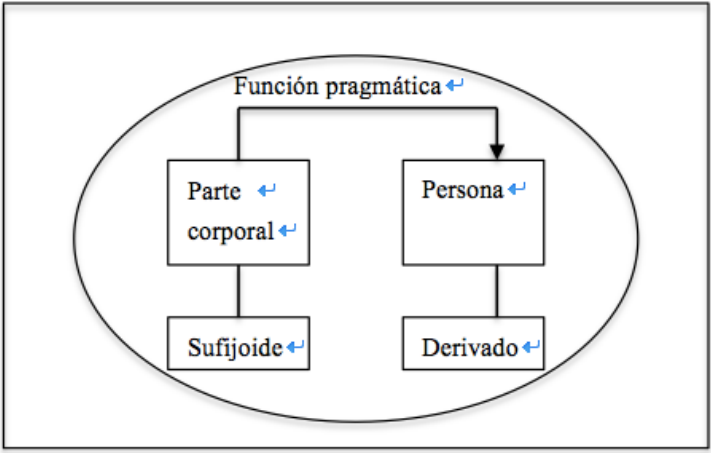 Función pragmática
Parte
corporal
Persona
Sufijoide
Derivado